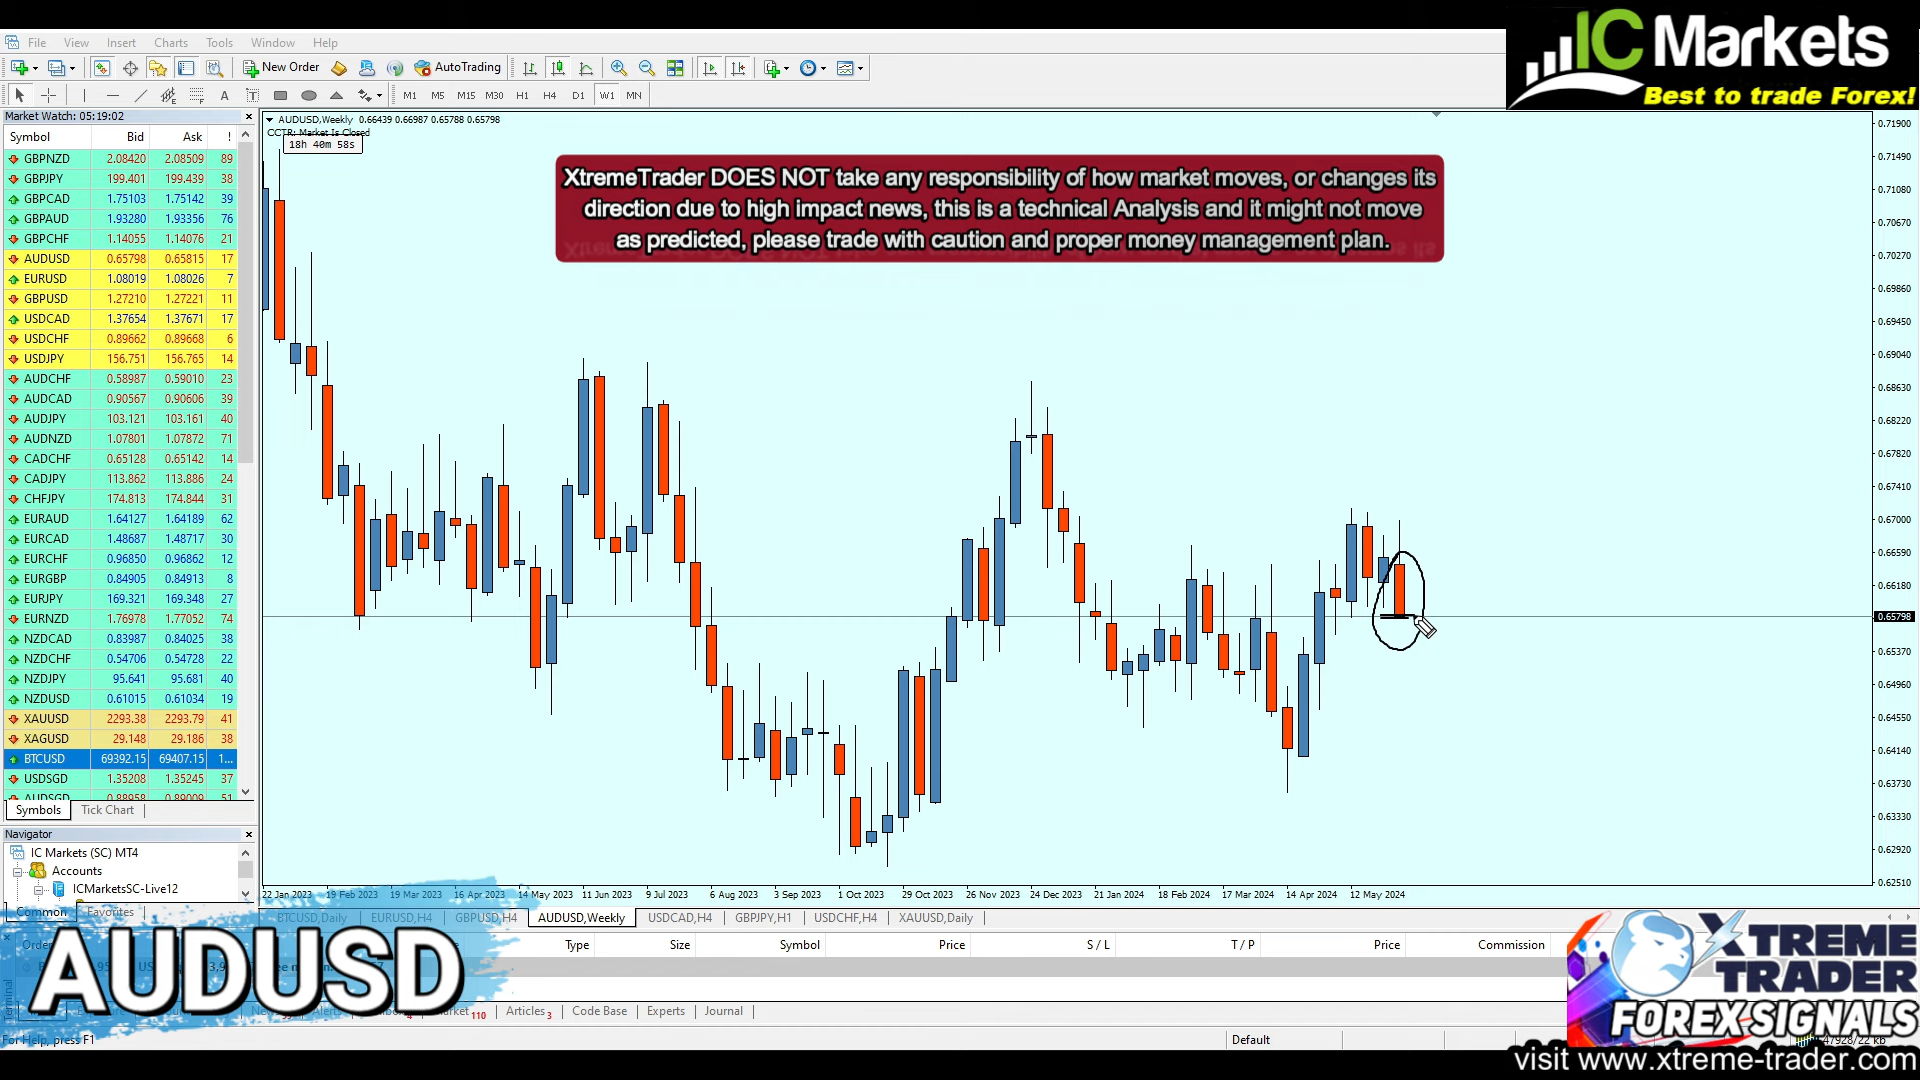 IC Markets
Best to trade Forex!
File View Insert Charts Tools Window Help
New Order AutoTrading
A T M1 M5 M15 M30 H1 H4 D1 W1 MN
Market Watch: 05:19:02
Symbol Bid Ask !
GBPNZD 2.08420 2.08509 89
GBPJPY 199.401 199.439 38
GBPCAD 1.75103 1.75142 39
GBPAUD 1.93280 1.93356 76
GBPCHF 1.14055 1.14076 21
AUDUSD 0.65798 0.65815 17
EURUSD 1.08019 1.08026 7
GBPUSD 1.27210 1.27221 11
USDCAD 1.37654 1.37671 17
USDCHF 0.89662 0.89668 6
USDJPY 156.751 156.765 14
AUDCHF 0.58987 0.59010 23
AUDCAD 0.90567 0.90606 39
AUDJPY 103.121 103.161 40
AUDNZD 1.07801 1.07872 71
CADCHF 0.65128 0.65142 14
CADJPY 113.862 113.886 24
CHFJPY 174.813 174.844 31
EURAUD 1.64127 1.64189 62
EURCAD 1.48687 1.48717 30
EURCHF 0.96850 0.96862 12
EURGBP 0.84905 0.84913 8
EURJPY 169.321 169.348 27
EURNZD 1.76978 1.77052 74
NZDCAD 0.83987 0.84025 38
NZDCHF 0.54706 0.54728 22
NZDJPY 95.641 95.681 40
NZDUSD 0.61015 0.61034 19
XAUUSD 2293.38 2293.79 41
XAGUSD 29.148 29.186 38
BTCUSD 69392.15 69407.15 1...
USDSGD 1.35208 1.35245 37
AUDSGD 0.88958 0.89009 51
Symbols Tick Chart
Navigator
IC Markets (SC) MT4
Accounts
ICMarketsSC-Live12
Common Favorites
AUDUSD,Weekly 0.66439 0.66987 0.65788 0.65798
CCTR: Market Is Closed
18h 40m 58s
XtremeTrader DOES NOT take any responsibility of how market moves, or changes its
direction due to high impact news, this is a technical Analysis and it might not move
as predicted, please trade with caution and proper money management plan.
0.71900
0.71490
0.71080
0.70670
0.70270
0.69860
0.69450
0.69040
0.68630
0.68220
0.67820
0.67410
0.67000
0.66590
0.66180
0.65798
0.65370
0.64960
0.64550
0.64140
0.63730
0.63330
0.62920
0.62510
22 Jan 2023 19 Feb 2023 19 Mar 2023 16 Apr 2023 14 May 2023 11 Jun 2023 9 Jul 2023 6 Aug 2023 3 Sep 2023 1 Oct 2023 29 Oct 2023 26 Nov 2023 24 Dec 2023 21 Jan 2024 18 Feb 2024 17 Mar 2024 14 Apr 2024 12 May 2024
BTCUSD,Daily EURUSD,H4 GBPUSD,H4 AUDUSD,Weekly USDCAD,H4 GBPJPY,H1 USDCHF,H4 XAUUSD,Daily
Type Size Symbol Price S / L T / P Price Commission
AUDUSD
Terminal
110 Articles 3 Code Base Experts Journal
For Help, press F1
Default
XTREME
TRADER
FOREX SIGNALS
visit www.xtreme-trader.com